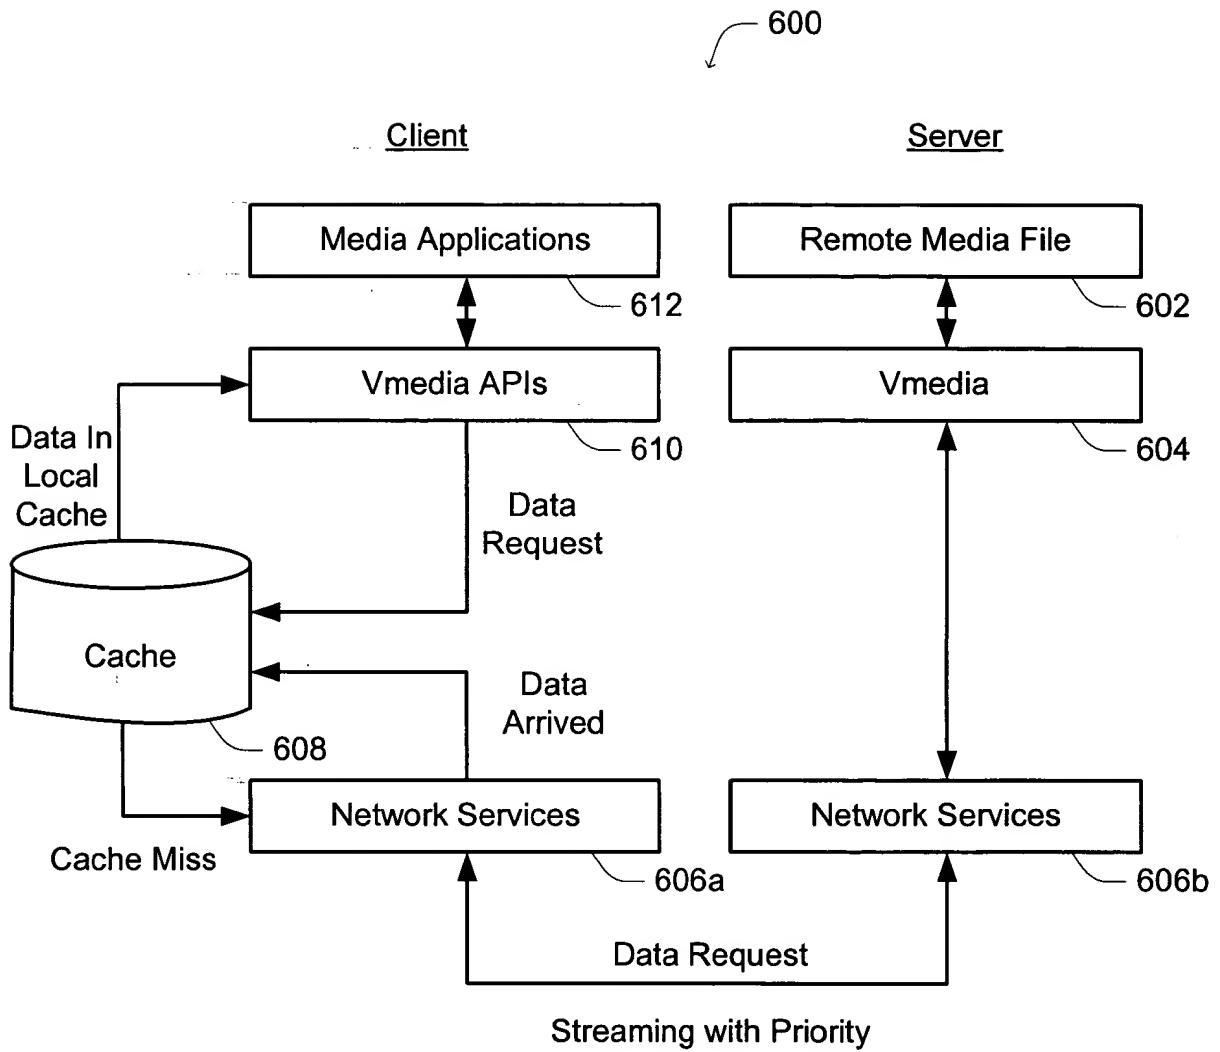 600
Client
Server
Media Applications
Remote Media File
612
602
Vmedia APIs
Vmedia
610
604
Data In
Local
Cache
Data
Request
Cache
Data
Arrived
608
Network Services
Network Services
Cache Miss
606a
606b
Data Request
Streaming with Priority